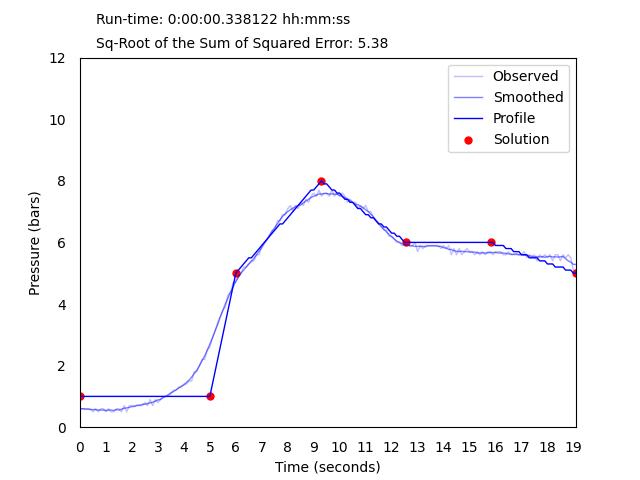 Run-time: 0:00:00.338122 hh:mm:ss
Sq-Root of the Sum of Squared Error: 5.38
12
10
8
6
4
2
0
Pressure (bars)
Observed
Smoothed
Profile
Solution
0 1 2 3 4 5 6 7 8 9 10 11 12 13 14 15 16 17 18 19
Time (seconds)